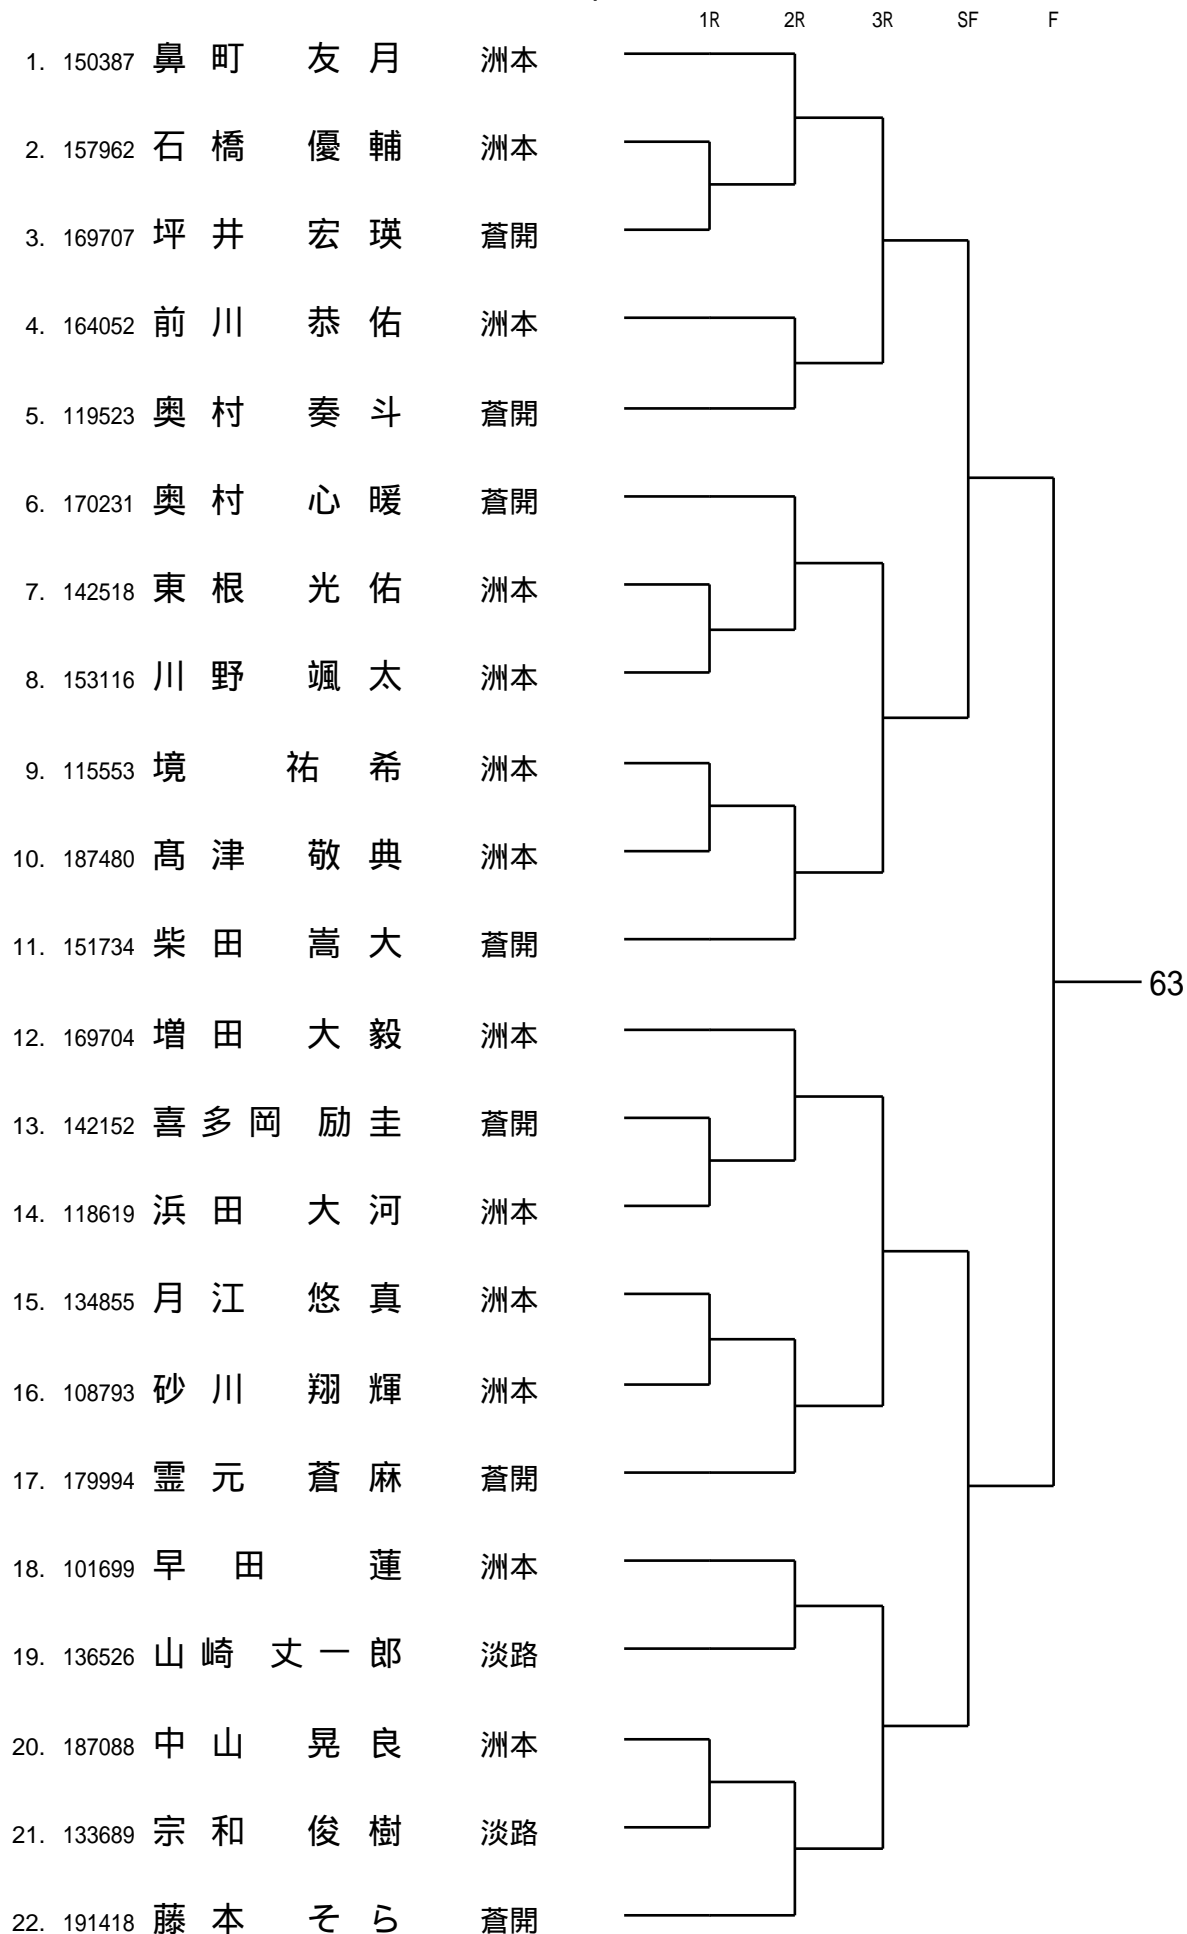 1R 2R 3R SF F
1. 150387 鼻町 友月 洲本
2. 157962 石橋 優輔 洲本
3. 169707 坪井 宏瑛 蒼開
4. 164052 前川 恭佑 洲本
5. 119523 奥村 奏斗 蒼開
6. 170231 奥村 心暖 蒼開
7. 142518 東根 光佑 洲本
8. 153116 川野 颯太 洲本
9. 115553 境 祐希 洲本
10. 187480 髙津 敬典 洲本
11. 151734 柴田 嵩大 蒼開
63
12. 169704 増田 大毅 洲本
13. 142152 喜多岡 励圭 蒼開
14. 118619 浜田 大河 洲本
15. 134855 月江 悠真 洲本
16. 108793 砂川 翔輝 洲本
17. 179994 霊元 蒼麻 蒼開
18. 101699 早田 蓮 洲本
19. 136526 山崎 丈一郎 淡路
20. 187088 中山 晃良 洲本
21. 133689 宗和 俊樹 淡路
22. 191418 藤本 そら 蒼開